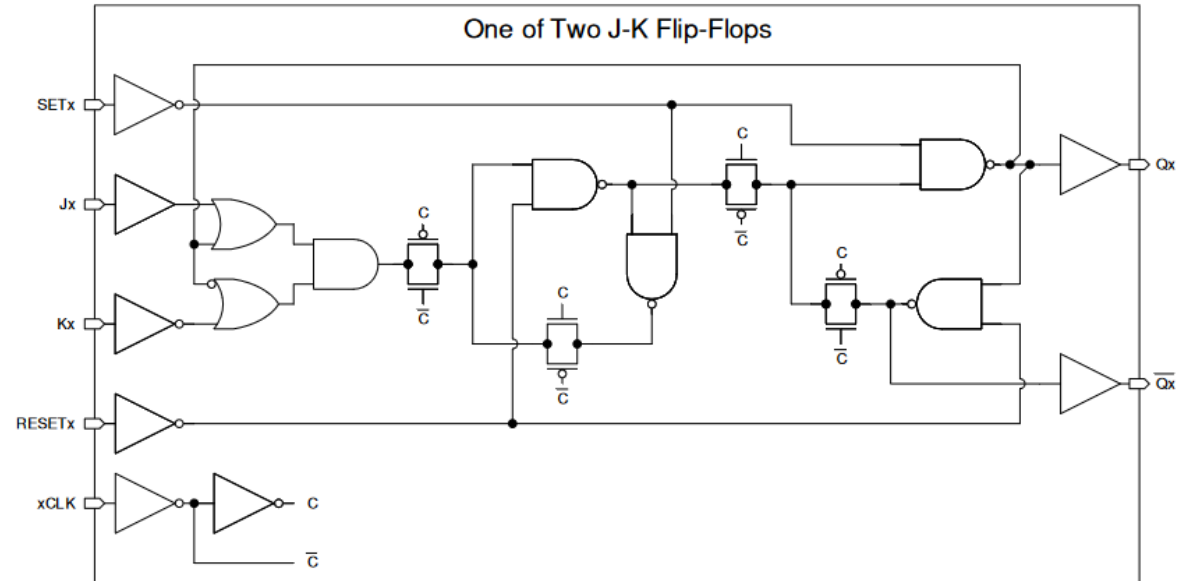 One of Two J-K Flip-Flops
SETx
C
Qx
Jx
C
C̅
C
C̅
C
Kx
C̅
C̅
Q̅x̅
RESETx
xCLK
C
C̅